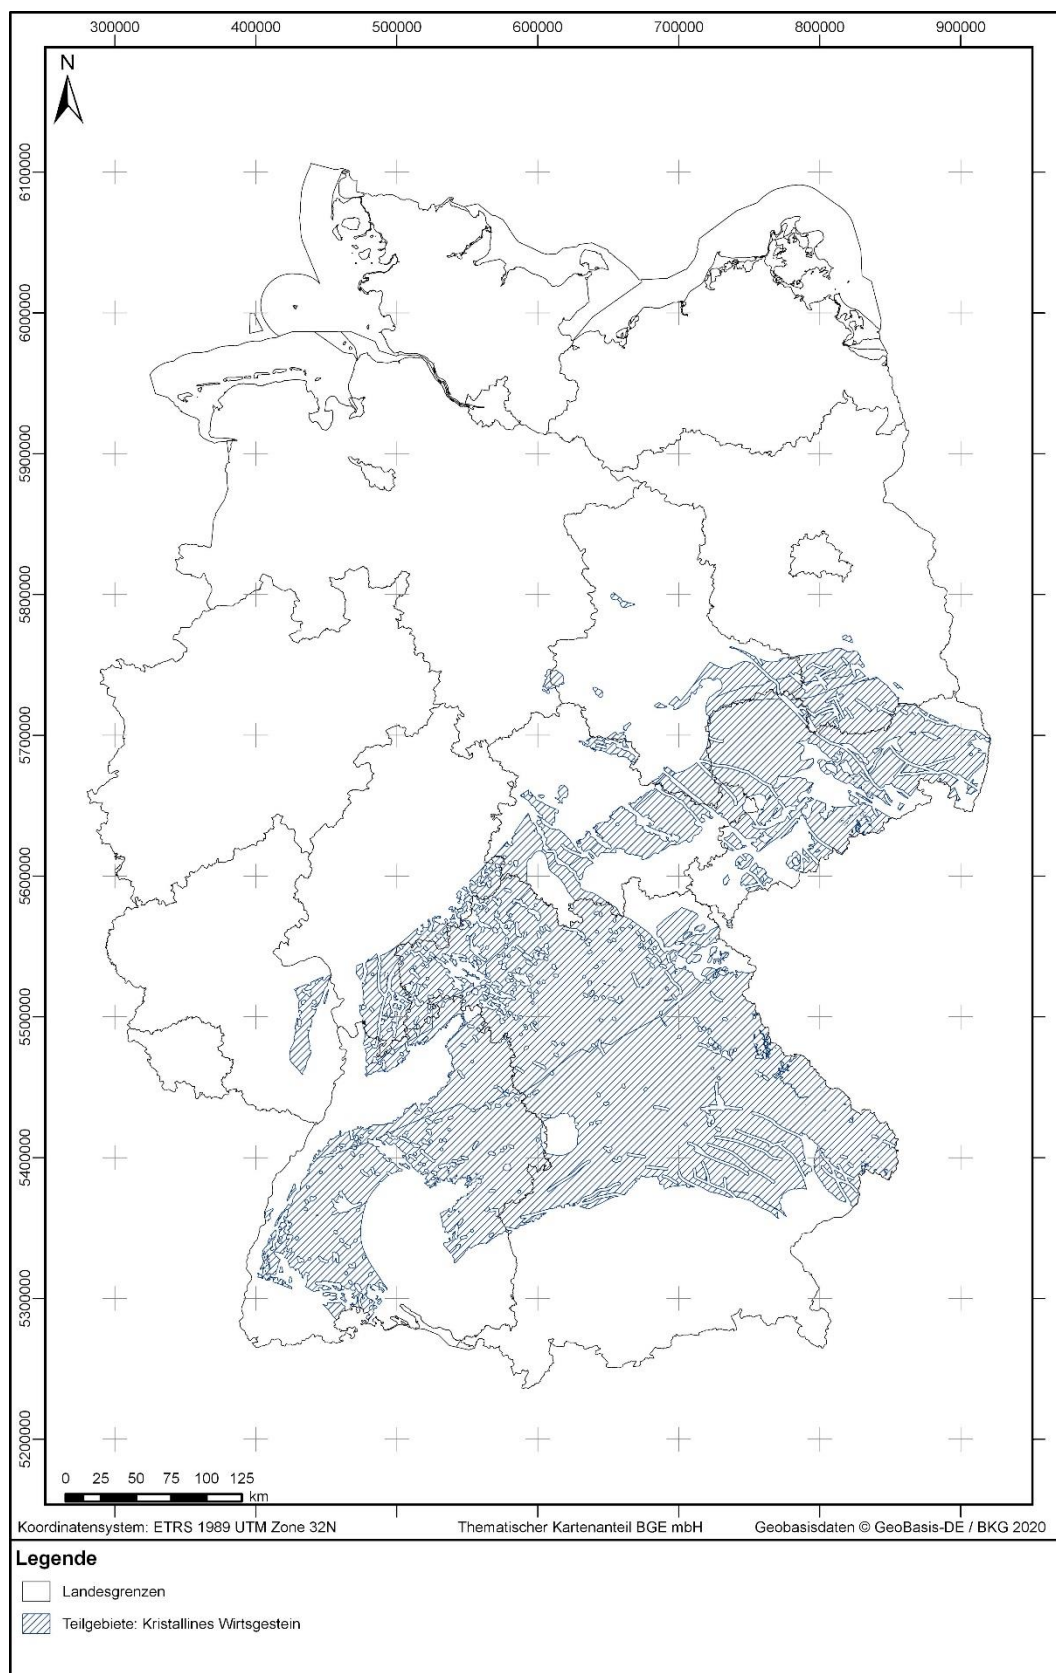 300000 400000 500000 600000 700000 800000 900000
N
6100000
6000000
5900000
5800000
5700000
5600000
5500000
5400000
5300000
5200000
0 25 50 75 100 125
km
Koordinatensystem: ETRS 1989 UTM Zone 32N Thematischer Kartenanteil BGE mbH Geobasisdaten © GeoBasis-DE / BKG 2020
Legende
Landesgrenzen
Teilgebiete: Kristallines Wirtsgestein